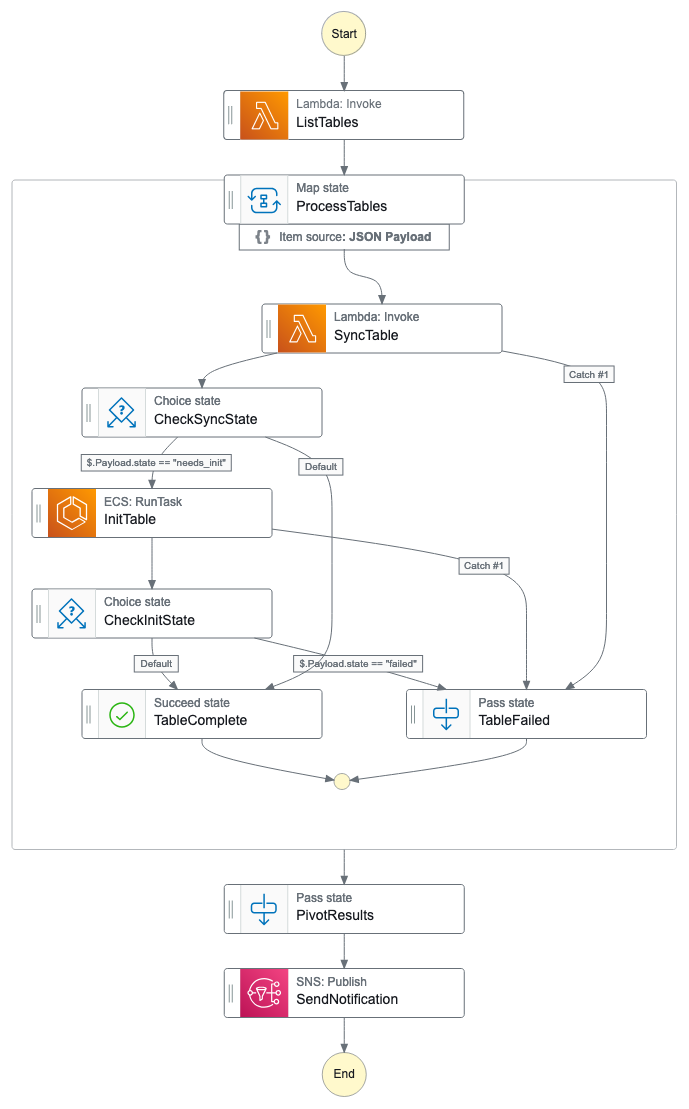 Start
Lambda: Invoke
ListTables
Map state
ProcessTables
{} Item source: JSON Payload
Lambda: Invoke
SyncTable
Catch #1
Choice state
CheckSyncState
$.Payload.state == "needs_init"
Default
ECS: RunTask
InitTable
Catch #1
Choice state
CheckInitState
Default
$.Payload.state == "failed"
Succeed state
TableComplete
Pass state
TableFailed
Pass state
PivotResults
SNS: Publish
SendNotification
End